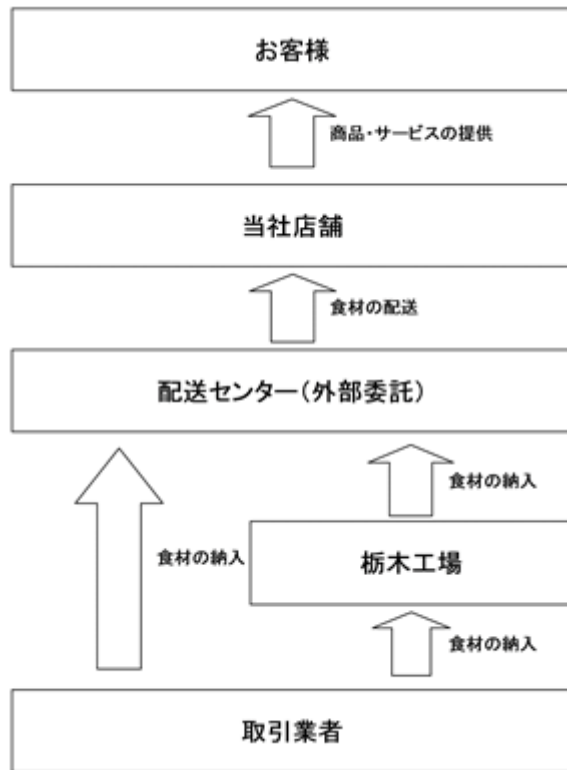 お客様
商品・サービスの提供
当社店舗
食材の配送
配送センター（外部委託）
食材の納入
食材の納入
栃木工場
食材の納入
取引業者